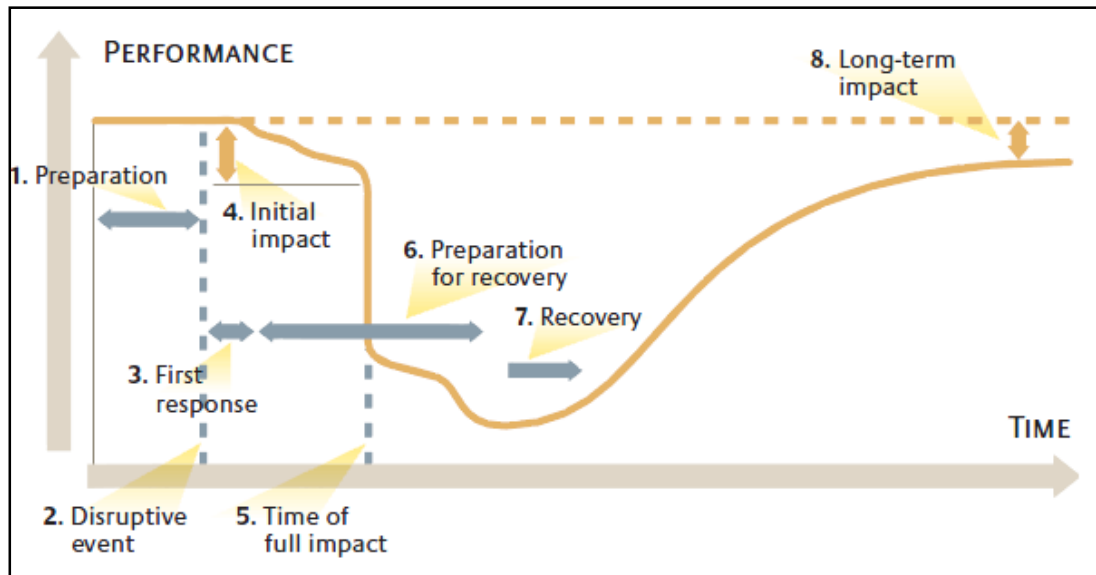 PERFORMANCE
8. Long-term
impact
1. Preparation
4. Initial
impact
6. Preparation
for recovery
7. Recovery
3. First
response
TIME
2. Disruptive
event
5. Time of
full impact